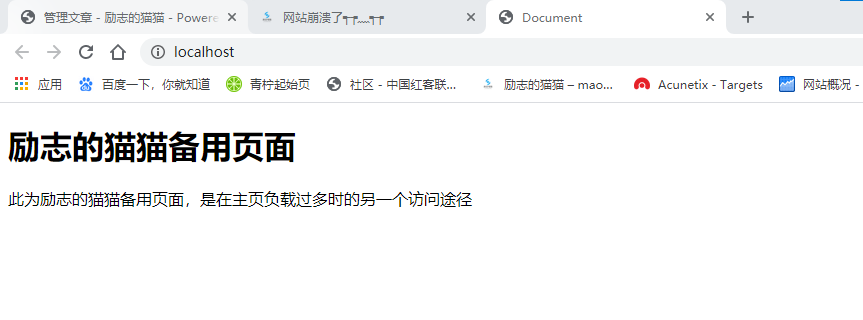 管理文章 - 励志的猫猫 - Powere
网站崩溃了┭┮﹏┭┮
Document
localhost
应用 百度一下，你就知道 青柠起始页 社区 - 中国红客联... 励志的猫猫 – mao... Acunetix - Targets 网站概况 -
励志的猫猫备用页面
此为励志的猫猫备用页面，是在主页负载过多时的另一个访问途径